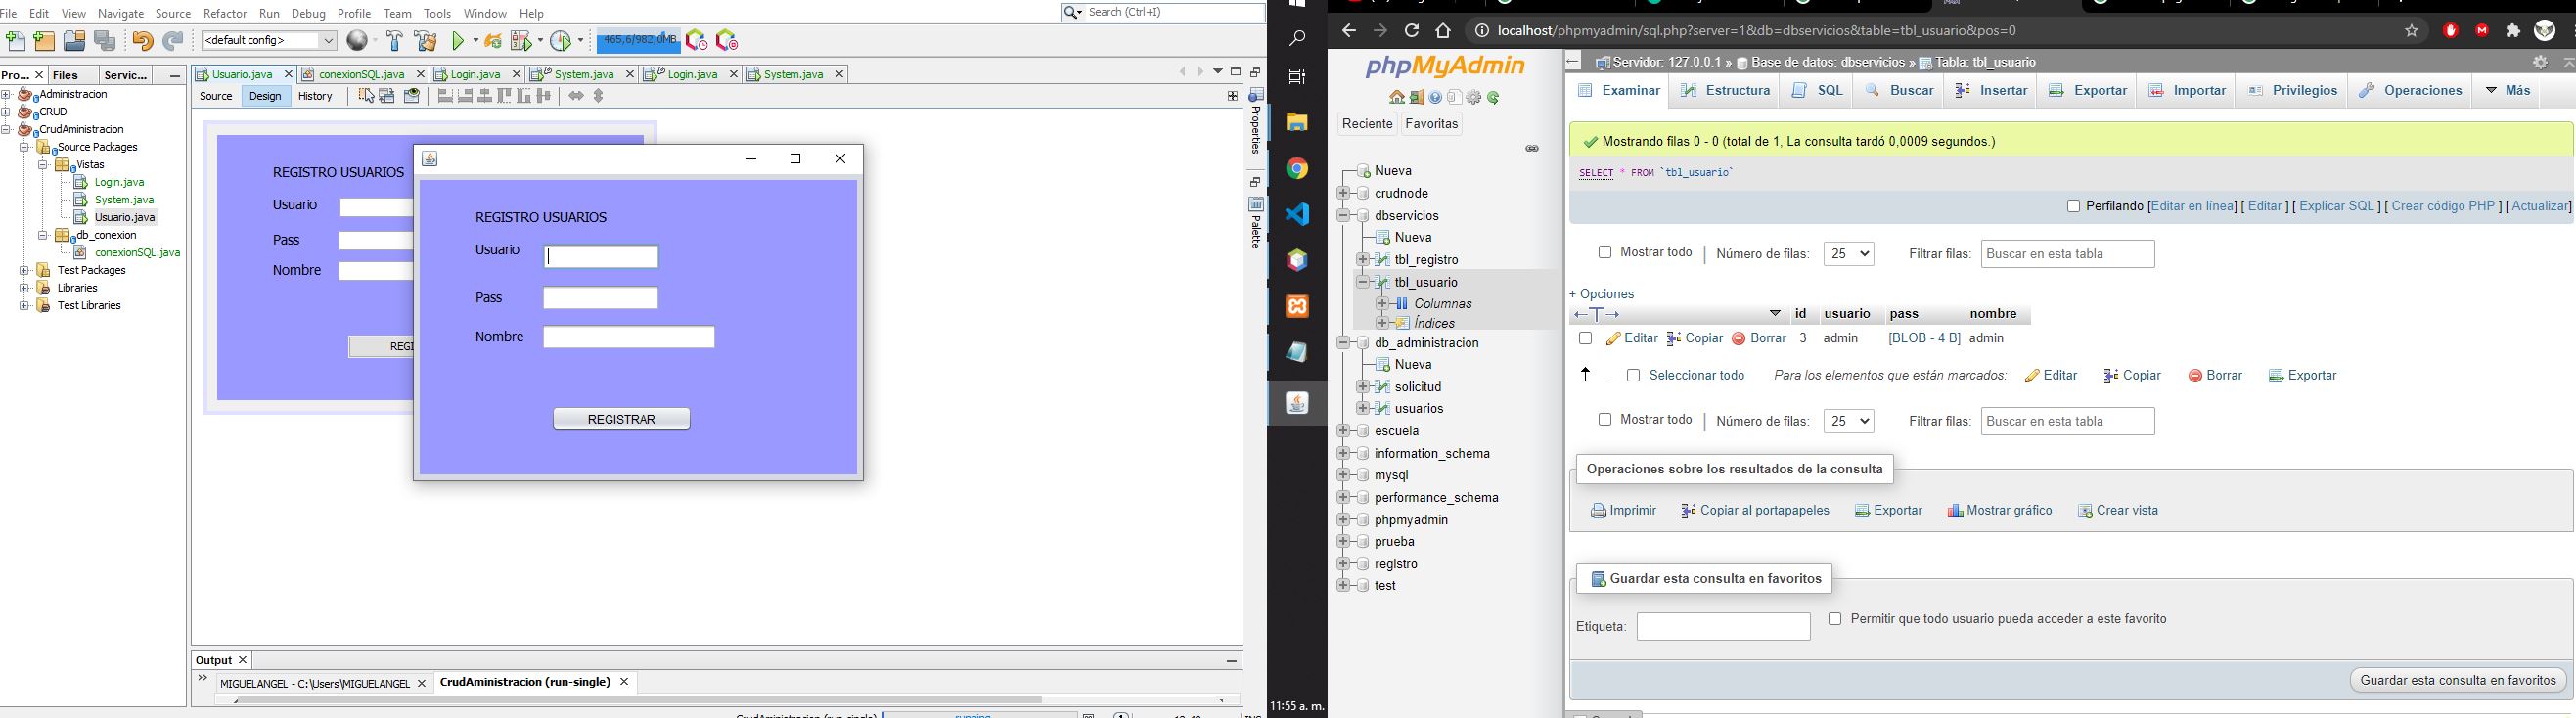 File Edit View Navigate Source Refactor Run Debug Profile Team Tools Window Help
Search (Ctrl+I)
<default config>
465,6/982,0MB
Pro... Files Servic...
Administracion
CRUD
CrudAministracion
Source Packages
Vistas
Login.java
System.java
Usuario.java
db_conexion
conexionSQL.java
Test Packages
Libraries
Test Libraries
Usuario.java conexionSQL.java Login.java System.java Login.java System.java
Source Design History
Properties
Palette
REGISTRO USUARIOS
Usuario
Pass
Nombre
REGI
REGISTRO USUARIOS
Usuario
Pass
Nombre
REGISTRAR
Output
MIGUELANGEL - C:\Users\MIGUELANGEL CrudAministracion (run-single)
11:55 a. m.
localhost/phpmyadmin/sql.php?server=1&db=dbservicios&table=tbl_usuario&pos=0
phpMyAdmin
Reciente Favoritas
Nueva
crudnode
dbservicios
Nueva
tbl_registro
tbl_usuario
Columnas
Índices
db_administracion
Nueva
solicitud
usuarios
escuela
information_schema
mysql
performance_schema
phpmyadmin
prueba
registro
test
Servidor: 127.0.0.1 » Base de datos: dbservicios » Tabla: tbl_usuario
Examinar Estructura SQL Buscar Insertar Exportar Importar Privilegios Operaciones Más
Mostrando filas 0 - 0 (total de 1, La consulta tardó 0,0009 segundos.)
SELECT * FROM `tbl_usuario`
Perfilando [Editar en línea] [ Editar ] [ Explicar SQL ] [ Crear código PHP ] [ Actualizar]
Mostrar todo Número de filas: 25 Filtrar filas: Buscar en esta tabla
+ Opciones
id usuario pass nombre
Editar Copiar Borrar 3 admin [BLOB - 4 B] admin
Seleccionar todo Para los elementos que están marcados: Editar Copiar Borrar Exportar
Mostrar todo Número de filas: 25 Filtrar filas: Buscar en esta tabla
Operaciones sobre los resultados de la consulta
Imprimir Copiar al portapapeles Exportar Mostrar gráfico Crear vista
Guardar esta consulta en favoritos
Etiqueta: Permitir que todo usuario pueda acceder a este favorito
Guardar esta consulta en favoritos